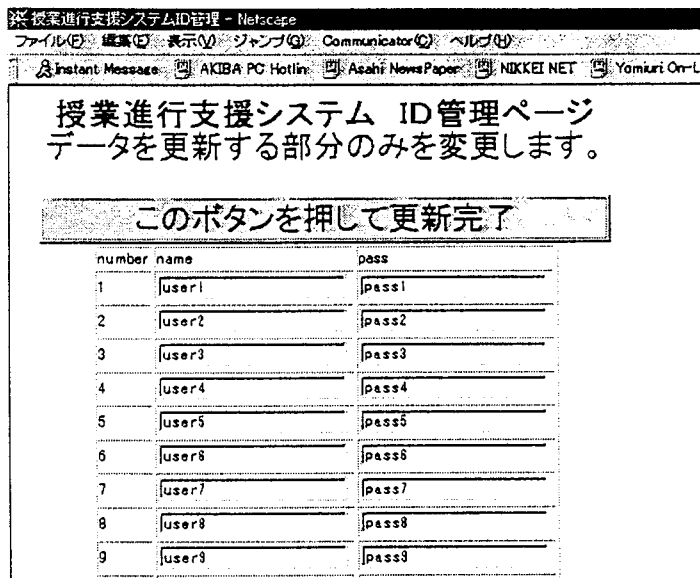 授業進行支援システムID管理 - Netscape
ファイル(F) 編集(E) 表示(V) ジャンプ(G) Communicator(C) ヘルプ(H)
Instant Message AKIBA PC Hotlin Asahi NewsPaper NIKKEI NET Yomiuri On-L
授業進行支援システム ID管理ページ
データを更新する部分のみを変更します。
このボタンを押して更新完了
number name pass
1 user1 pass1
2 user2 pass2
3 user3 pass3
4 user4 pass4
5 user5 pass5
6 user6 pass6
7 user7 pass7
8 user8 pass8
9 user9 pass9